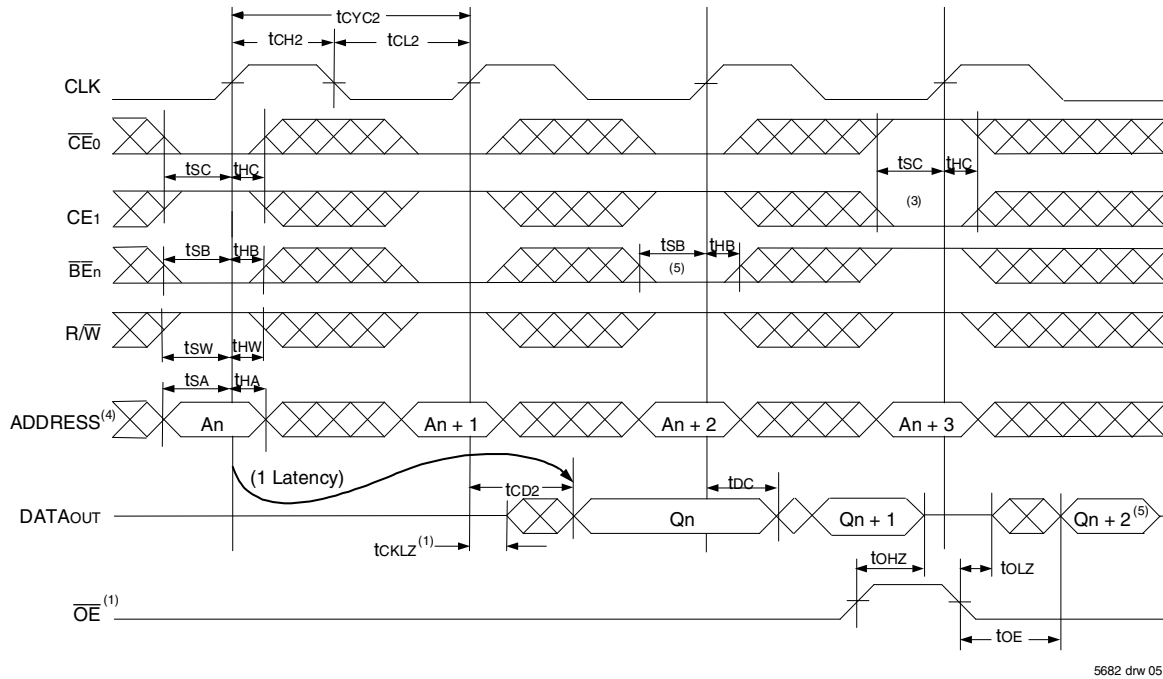 tCYC2
tCH2 tCL2
CLK
CE0
tSC tHC tSC tHC
CE1 (3)
tSB tHB tSB tHB
BEn (5)
R/W
tSW tHW
tSA tHA
ADDRESS(4) An An + 1 An + 2 An + 3
(1 Latency) tCD2 tDC
DATAOUT Qn Qn + 1 Qn + 2(5)
tCKLZ(1) tOHZ tOLZ
OE(1)
tOE
5682 drw 05